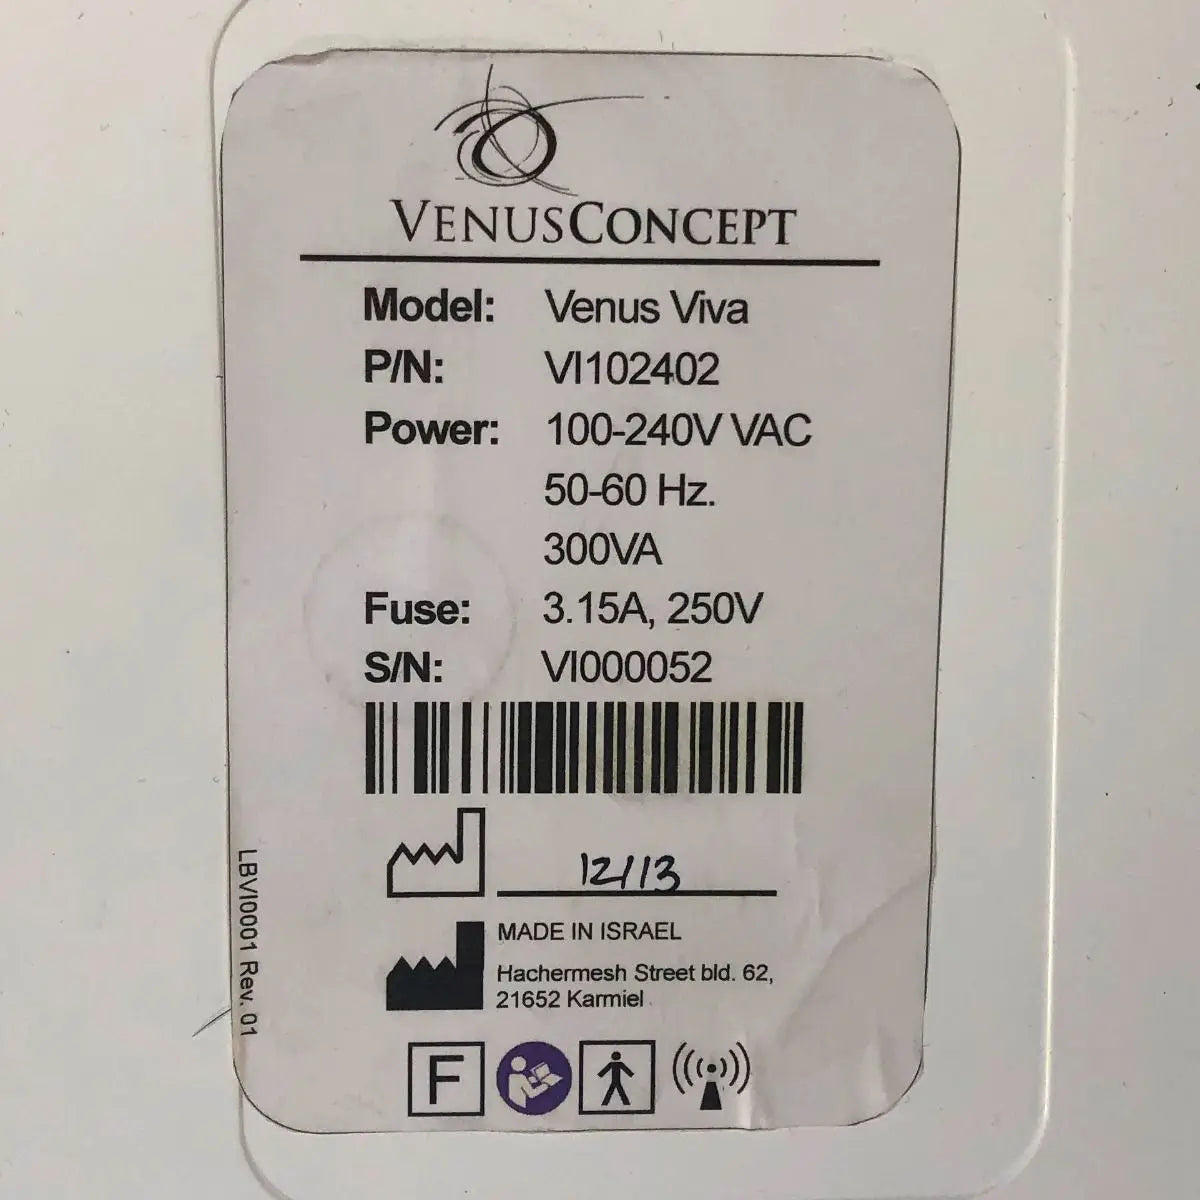 VENUSCONCEPT
Model: Venus Viva
P/N: VI102402
Power: 100-240V VAC
50-60 Hz.
300VA
Fuse: 3.15A, 250V
S/N: VI000052
12/13
MADE IN ISRAEL
Hachermesh Street bld. 62,
21652 Karmiel
LBVI0001 Rev. 01
F